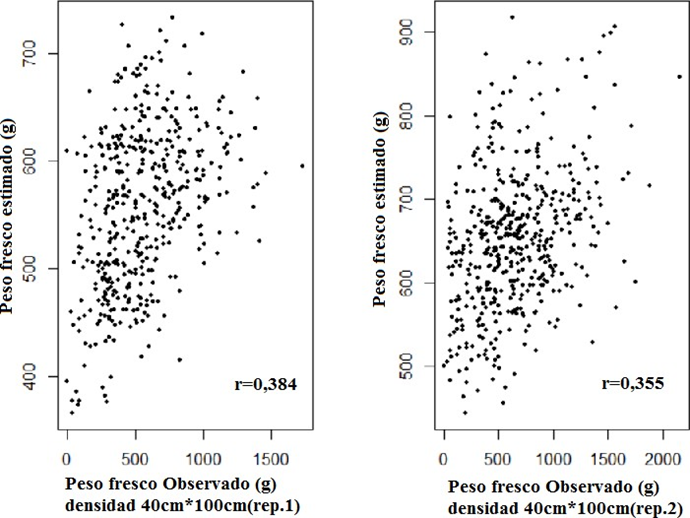 Peso fresco estimado (g)
700
600
500
400
r=0,384
0 500 1000 1500
Peso fresco Observado (g)
densidad 40cm*100cm(rep.1)
Peso fresco estimado (g)
900
800
700
600
500
r=0,355
0 500 1000 1500 2000
Peso fresco Observado (g)
densidad 40cm*100cm(rep.2)